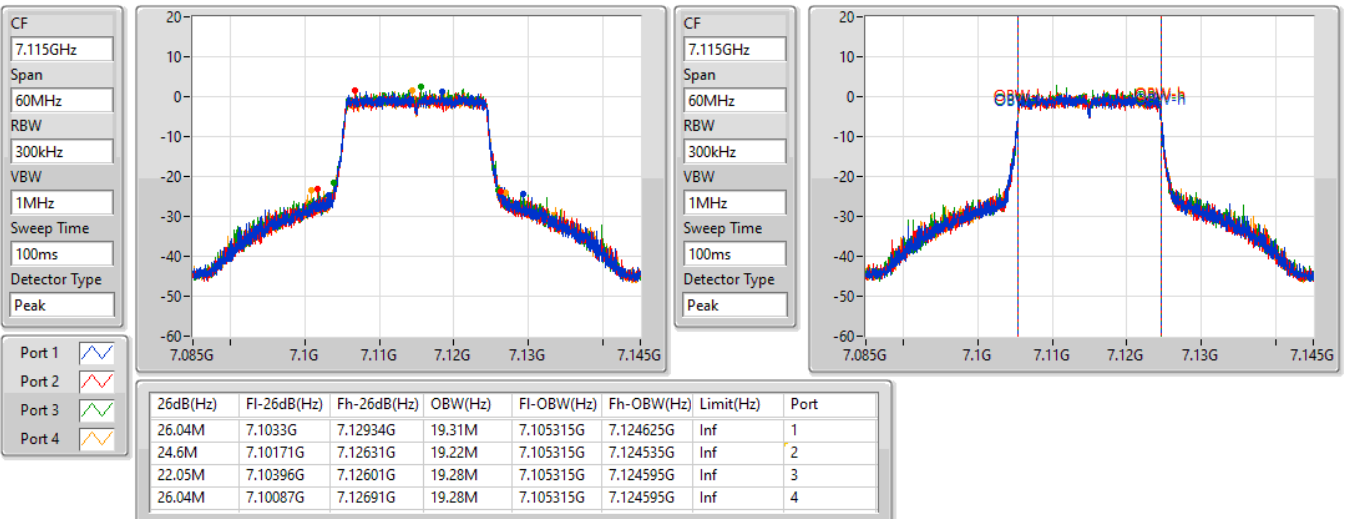 CF
7.115GHz
Span
60MHz
RBW
300kHz
VBW
1MHz
Sweep Time
100ms
Detector Type
Peak
20
10
0
-10
-20
-30
-40
-50
-60
7.085G 7.1G 7.11G 7.12G 7.13G 7.145G
CF
7.115GHz
Span
60MHz
RBW
300kHz
VBW
1MHz
Sweep Time
100ms
Detector Type
Peak
20
10
0
-10
-20
-30
-40
-50
-60
OBW-h
7.085G 7.1G 7.11G 7.12G 7.13G 7.145G
Port 1
Port 2
Port 3
Port 4
26dB(Hz) Fl-26dB(Hz) Fh-26dB(Hz) OBW(Hz) Fl-OBW(Hz) Fh-OBW(Hz) Limit(Hz) Port
26.04M 7.1033G 7.12934G 19.31M 7.105315G 7.124625G Inf 1
24.6M 7.10171G 7.12631G 19.22M 7.105315G 7.124535G Inf 2
22.05M 7.10396G 7.12601G 19.28M 7.105315G 7.124595G Inf 3
26.04M 7.10087G 7.12691G 19.28M 7.105315G 7.124595G Inf 4